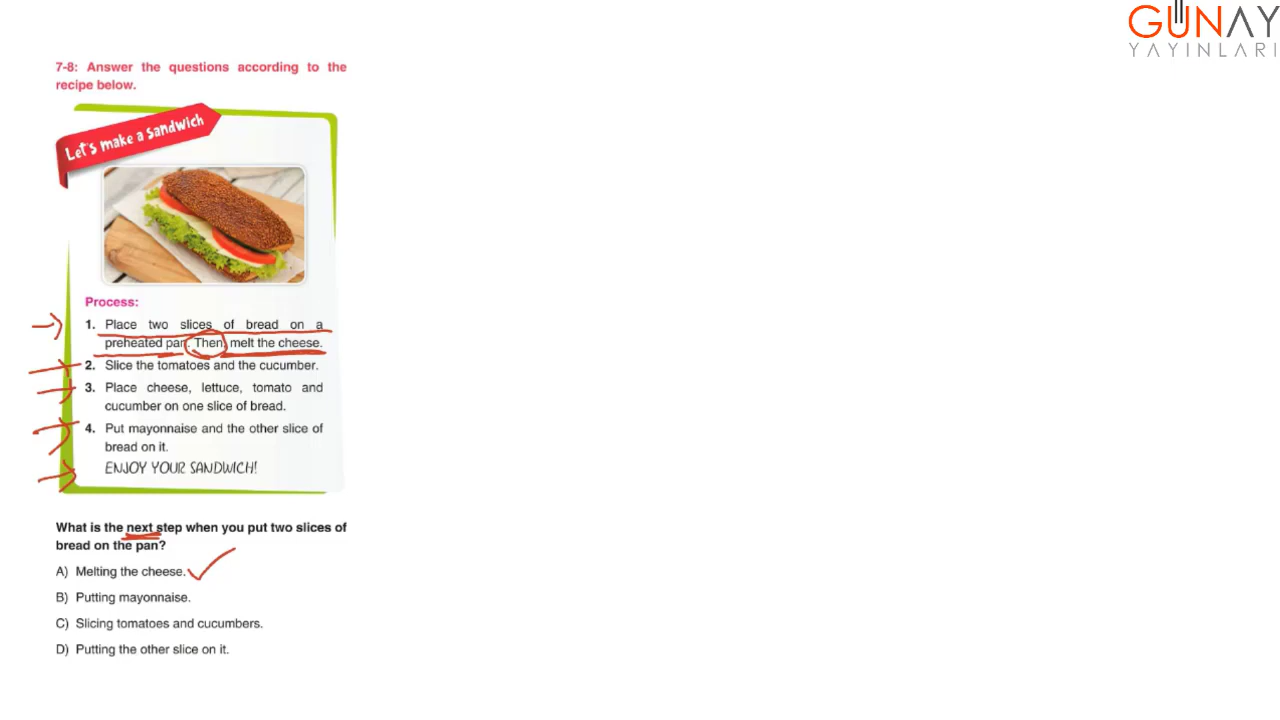 GÜNAY
YAYINLARI
7-8: Answer the questions according to the
recipe below.
Let's make a sandwich
Process:
1. Place two slices of bread on a
preheated pan. Then, melt the cheese.
2. Slice the tomatoes and the cucumber.
3. Place cheese, lettuce, tomato and
cucumber on one slice of bread.
4. Put mayonnaise and the other slice of
bread on it.
ENJOY YOUR SANDWICH!
What is the next step when you put two slices of
bread on the pan?
A) Melting the cheese.
B) Putting mayonnaise.
C) Slicing tomatoes and cucumbers.
D) Putting the other slice on it.